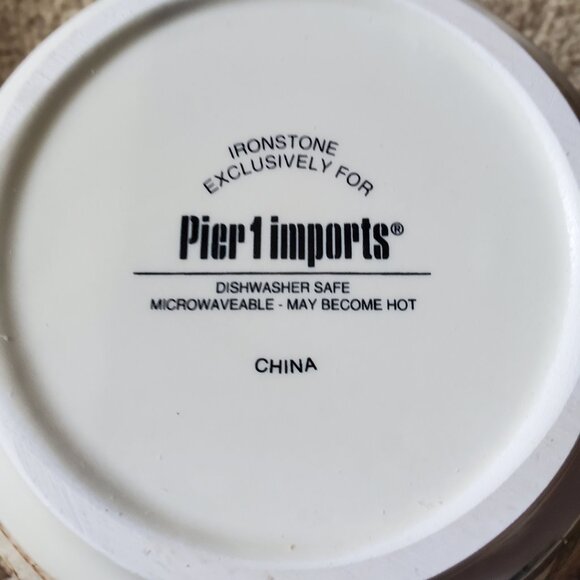 IRONSTONE
EXCLUSIVELY FOR
Pier 1 imports®
DISHWASHER SAFE
MICROWAVEABLE - MAY BECOME HOT
CHINA